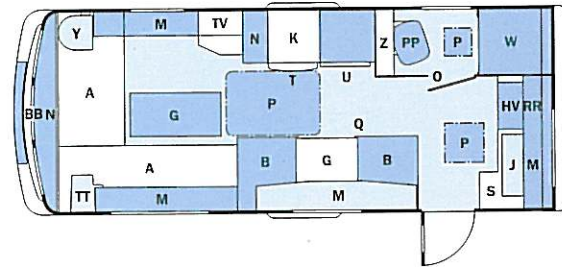 Y M TV N K Z PP P W
T U O
A
BB N G P HV RR
Q P
A B G B J M
TT M M S